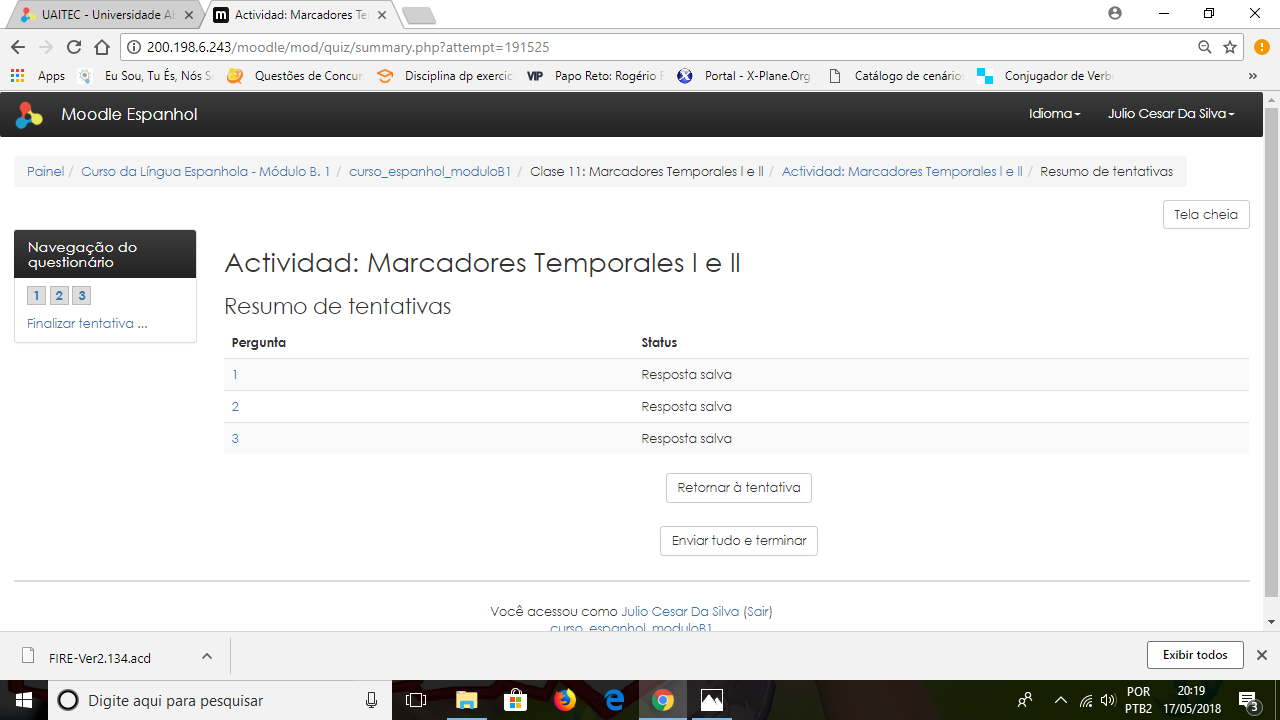 UAITEC - Universidade Ab
Actividad: Marcadores Te
200.198.6.243/moodle/mod/quiz/summary.php?attempt=191525
Apps
Eu Sou, Tu És, Nós S
Questões de Concur
Disciplina dp exercic
VIP
Papo Reto: Rogério F
Portal - X-Plane.Org
Catálogo de cenário
Conjugador de Verb
»
Moodle Espanhol
Idioma
Julio Cesar Da Silva
Painel / Curso da Língua Espanhola - Módulo B. 1 / curso_espanhol_moduloB1 / Clase 11: Marcadores Temporales I e II / Actividad: Marcadores Temporales I e II / Resumo de tentativas
Tela cheia
Navegação do
questionário
1 2 3
Finalizar tentativa ...
Actividad: Marcadores Temporales I e II
Resumo de tentativas
Pergunta Status
1 Resposta salva
2 Resposta salva
3 Resposta salva
Retornar à tentativa
Enviar tudo e terminar
Você acessou como Julio Cesar Da Silva (Sair)
curso_espanhol_moduloB1
FIRE-Ver2.134.acd
Exibir todos
Digite aqui para pesquisar
POR
PTB2
20:19
17/05/2018
3